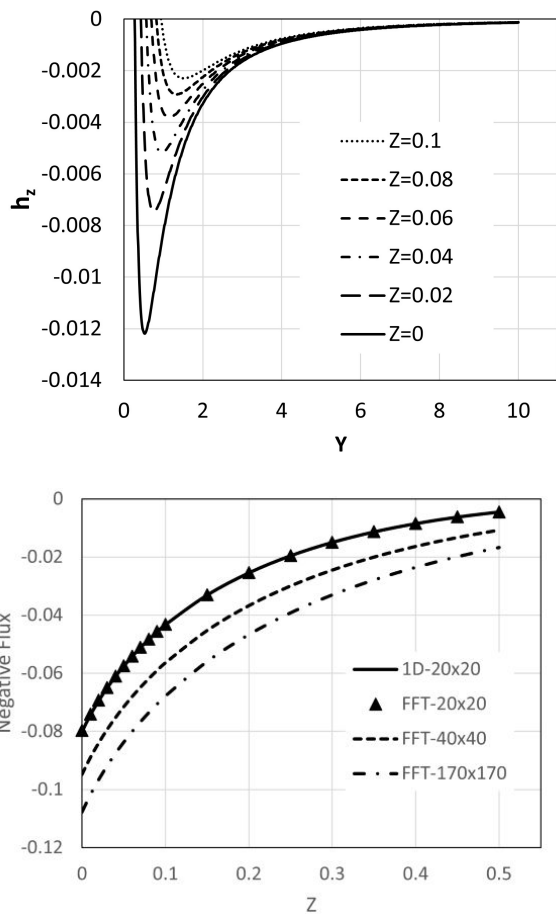 0
-0.002
-0.004
-0.006
-0.008
-0.01
-0.012
-0.014
hz
Z=0.1
Z=0.08
Z=0.06
Z=0.04
Z=0.02
Z=0
0 2 4 6 8 10
Y
0
-0.02
-0.04
-0.06
-0.08
-0.1
-0.12
Negative Flux
1D-20x20
FFT-20x20
FFT-40x40
FFT-170x170
0 0.1 0.2 0.3 0.4 0.5
Z